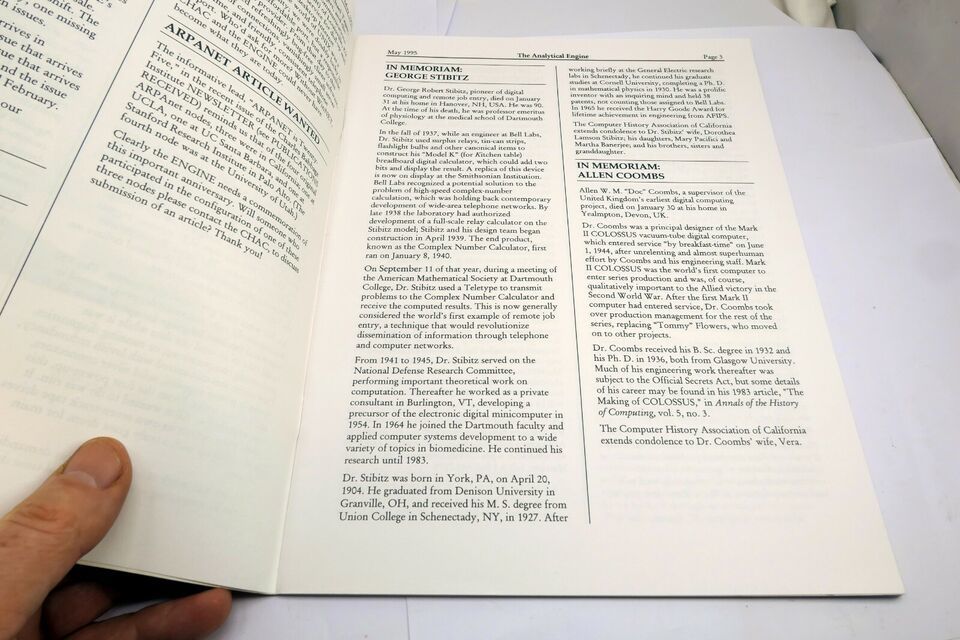 sale.
shift. The
, one missing
n issues.
rrives in
sue that arrives
ue that arrives
nd the issue
February.
our
become what they are today.
ARPANET ARTICLE WANTED
The informative lead, "ARPANET is Twenty-
Five," in the recent issue of the Charles Babbage
Institute NEWSLETTER (see PUBLICATIONS
RECEIVED) reminds us that of the first four
ARPAnet nodes, three were in California (two at
UCLA, one at UC Santa Barbara, and one at
Stanford Research Institute in Palo Alto. (The
fourth node was at the University of Utah.)
Clearly the ENGINE needs a commemoration of
this important anniversary. Will someone who
participated in the configuration of one of these
three nodes please contact the CHAC, to discuss
submission of an article? Thank you!
May 1995
The Analytical Engine
Page 3
IN MEMORIAM:
GEORGE STIBITZ
Dr. George Robert Stibitz, pioneer of digital
computing and remote job entry, died on January
31 at his home in Hanover, NH, USA. He was 90.
At the time of his death, he was professor emeritus
of physiology at the medical school of Dartmouth
College.
In the fall of 1937, while an engineer at Bell Labs,
Dr. Stibitz used surplus relays, tin-can strips,
flashlight bulbs and other canonical items to
construct his "Model K" (for Kitchen table)
breadboard digital calculator, which could add two
bits and display the result. A replica of this device
is now on display at the Smithsonian Institution.
Bell Labs recognized a potential solution to the
problem of high-speed complex-number
calculation, which was holding back contemporary
development of wide-area telephone networks. By
late 1938 the laboratory had authorized
development of a full-scale relay calculator on the
Stibitz model; Stibitz and his design team began
construction in April 1939. The end product,
known as the Complex Number Calculator, first
ran on January 8, 1940.
On September 11 of that year, during a meeting of
the American Mathematical Society at Dartmouth
College, Dr. Stibitz used a Teletype to transmit
problems to the Complex Number Calculator and
receive the computed results. This is now generally
considered the world's first example of remote job
entry, a technique that would revolutionize
dissemination of information through telephone
and computer networks.
From 1941 to 1945, Dr. Stibitz served on the
National Defense Research Committee,
performing important theoretical work on
computation. Thereafter he worked as a private
consultant in Burlington, VT, developing a
precursor of the electronic digital minicomputer in
1954. In 1964 he joined the Dartmouth faculty and
applied computer systems development to a wide
variety of topics in biomedicine. He continued his
research until 1983.
Dr. Stibitz was born in York, PA, on April 20,
1904. He graduated from Denison University in
Granville, OH, and received his M. S. degree from
Union College in Schenectady, NY, in 1927. After
working briefly at the General Electric research
labs in Schenectady, he continued his graduate
studies at Cornell University, completing a Ph. D.
in mathematical physics in 1930. He was a prolific
inventor with an inquiring mind and held 38
patents, not counting those assigned to Bell Labs.
In 1965 he received the Harry Goode Award for
lifetime achievement in engineering from AFIPS.
The Computer History Association of California
extends condolence to Dr. Stibitz' wife, Dorothea
Lamson Stibitz; his daughters, Mary Pacifici and
Martha Banerjee, and his brothers, sisters and
granddaughter.
IN MEMORIAM:
ALLEN COOMBS
Allen W. M. "Doc" Coombs, a supervisor of the
United Kingdom's earliest digital computing
project, died on January 30 at his home in
Yealmpton, Devon, UK.
Dr. Coombs was a principal designer of the Mark
II COLOSSUS vacuum-tube digital computer,
which entered service "by breakfast-time" on June
1, 1944, after unrelenting and almost superhuman
effort by Coombs and his engineering staff. Mark
II COLOSSUS was the world's first computer to
enter series production and was, of course,
qualitatively important to the Allied victory in the
Second World War. After the first Mark II
computer had entered service, Dr. Coombs took
over production management for the rest of the
series, replacing "Tommy" Flowers, who moved
on to other projects.
Dr. Coombs received his B. Sc. degree in 1932 and
his Ph. D. in 1936, both from Glasgow University.
Much of his engineering work thereafter was
subject to the Official Secrets Act, but some details
of his career may be found in his 1983 article, "The
Making of COLOSSUS," in Annals of the History
of Computing, vol. 5, no. 3.
The Computer History Association of California
extends condolence to Dr. Coombs' wife, Vera.